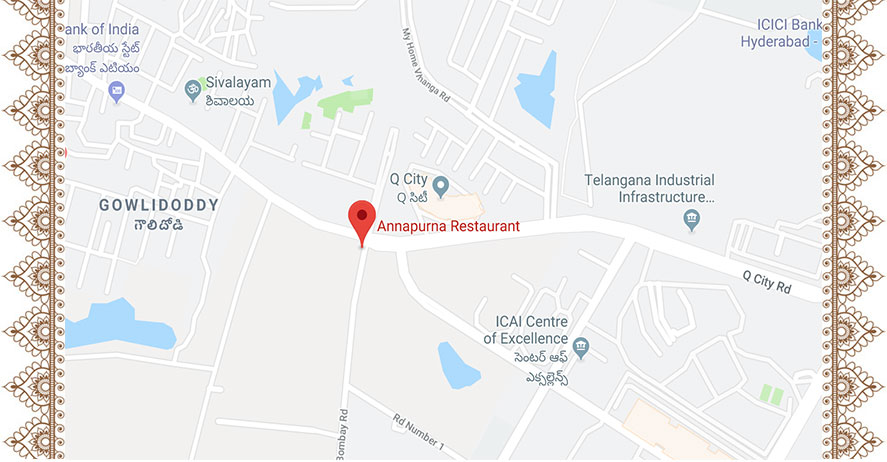 ank of India
భారతీయ స్టేట్
బ్యాంక్ ఎటియం
Sivalayam
శివాలయ
My Home Vihanga Rd
ICICI Bank
Hyderabad -
Q City
Q సిటీ
Telangana Industrial
Infrastructure...
GOWLIDODDY
గౌలిదోడి
Annapurna Restaurant
Q City Rd
ICAI Centre
of Excellence
సెంటర్ ఆఫ్
ఎక్సల్లెన్స్
Bombay Rd
Rd Number 1